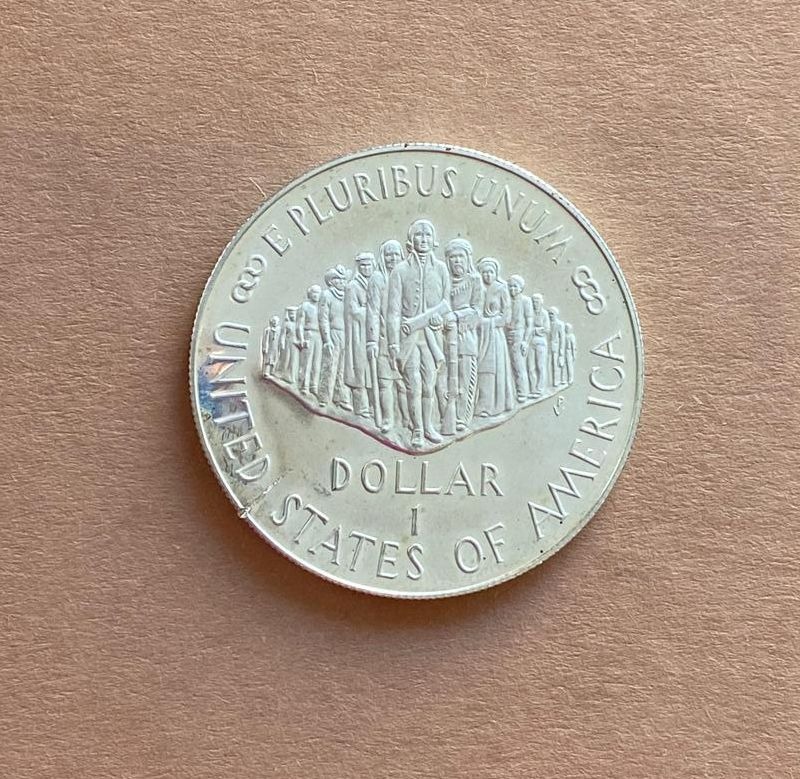 E PLURIBUS UNUM
DOLLAR
1
UNITED STATES OF AMERICA